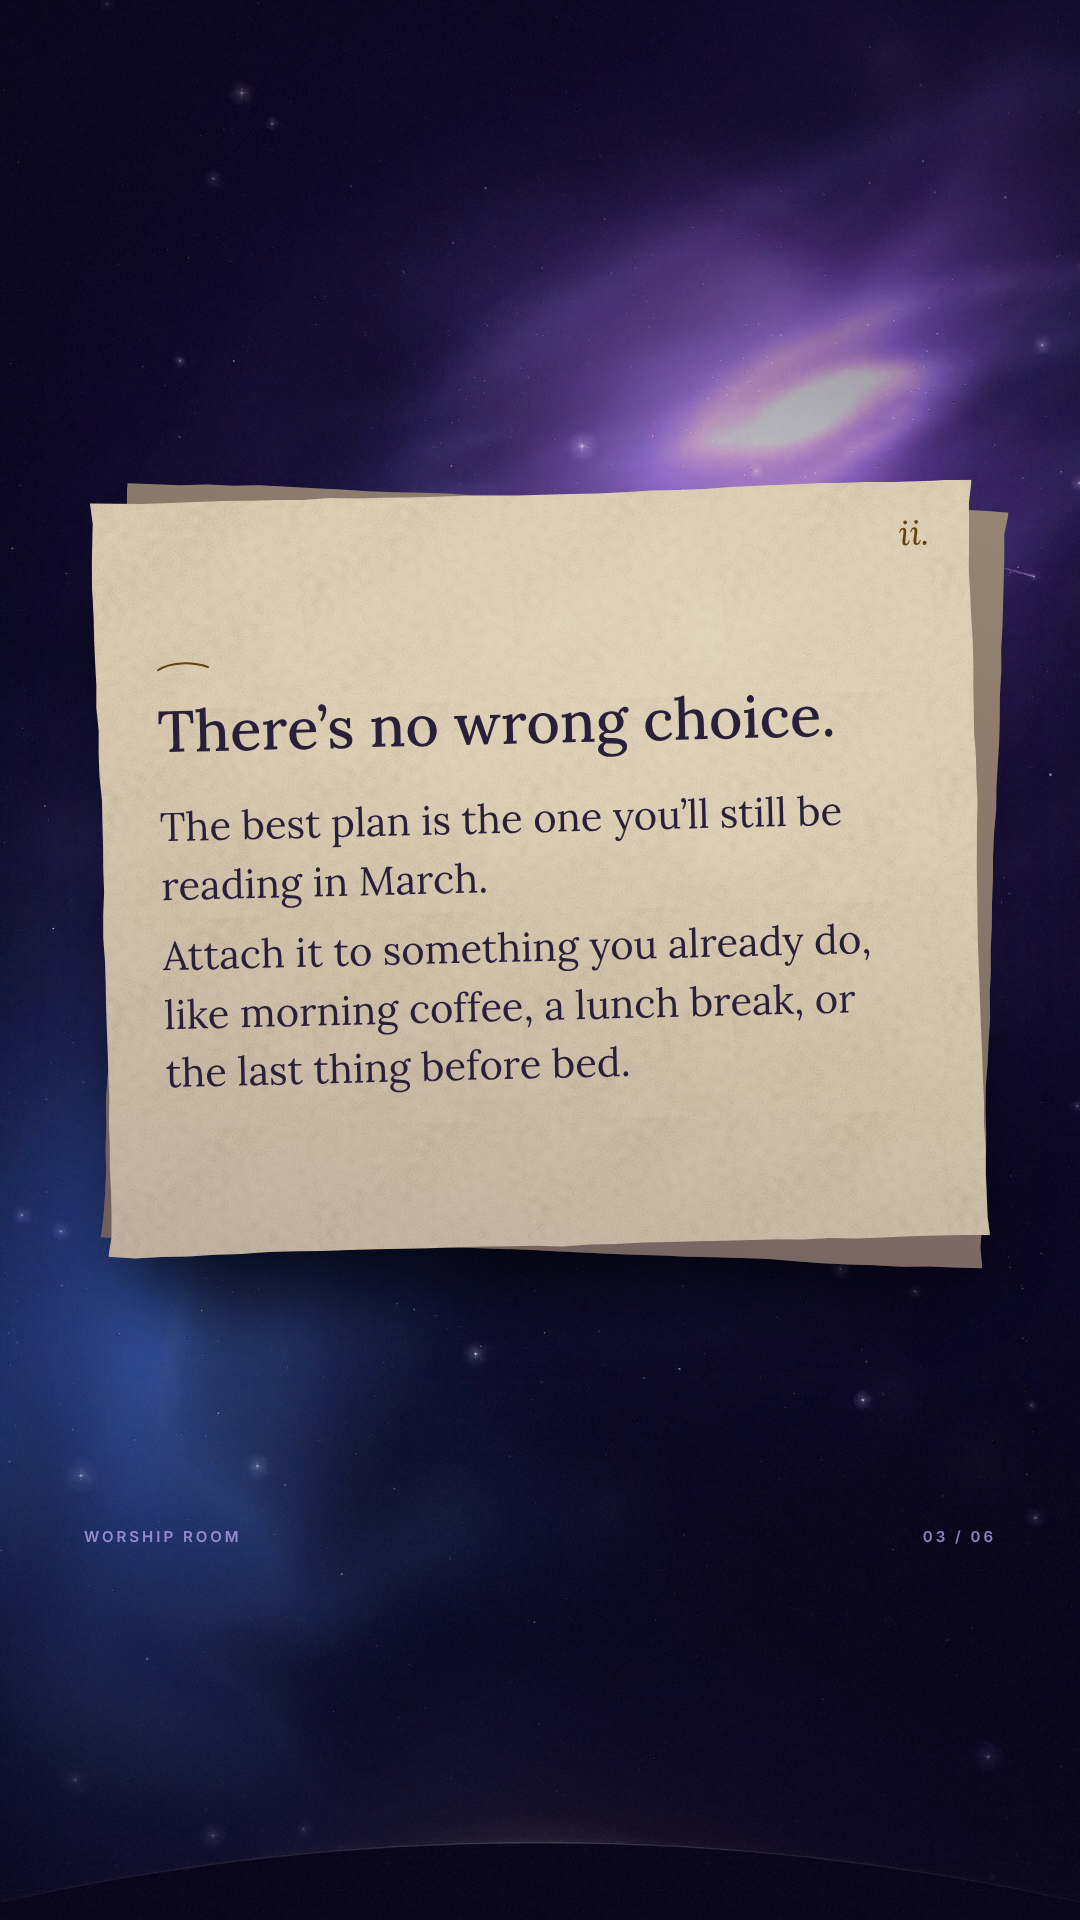 ii.
There’s no wrong choice.
The best plan is the one you’ll still be
reading in March.
Attach it to something you already do,
like morning coffee, a lunch break, or
the last thing before bed.
WORSHIP ROOM
03 / 06